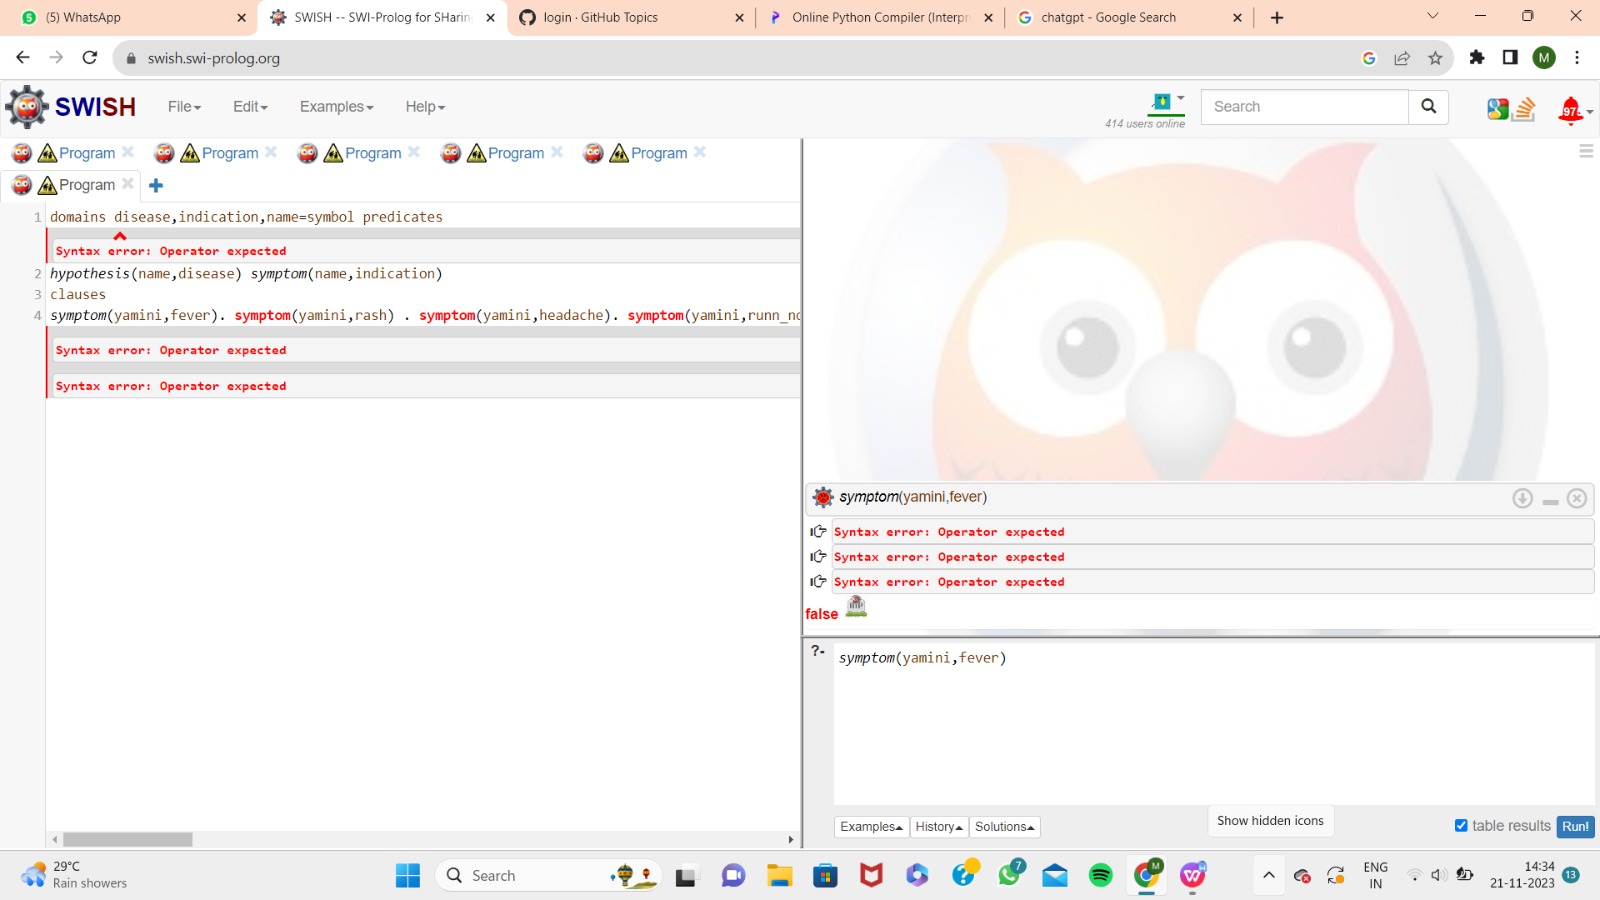 (5) WhatsApp
SWISH -- SWI-Prolog for SHarin
login · GitHub Topics
Online Python Compiler (Interpr
chatgpt - Google Search
swish.swi-prolog.org
M
SWISH
File
Edit
Examples
Help
414 users online
Search
Program
Program
Program
Program
Program
Program
1 domains disease,indication,name=symbol predicates
Syntax error: Operator expected
2 hypothesis(name,disease) symptom(name,indication)
3 clauses
4 symptom(yamini,fever). symptom(yamini,rash) . symptom(yamini,headache). symptom(yamini,runn_no
Syntax error: Operator expected
Syntax error: Operator expected
symptom(yamini,fever)
Syntax error: Operator expected
Syntax error: Operator expected
Syntax error: Operator expected
false
?- symptom(yamini,fever)
Examples
History
Solutions
Show hidden icons
table results
Run!
29°C
Rain showers
Search
7
M
ENG
IN
14:34
21-11-2023
13